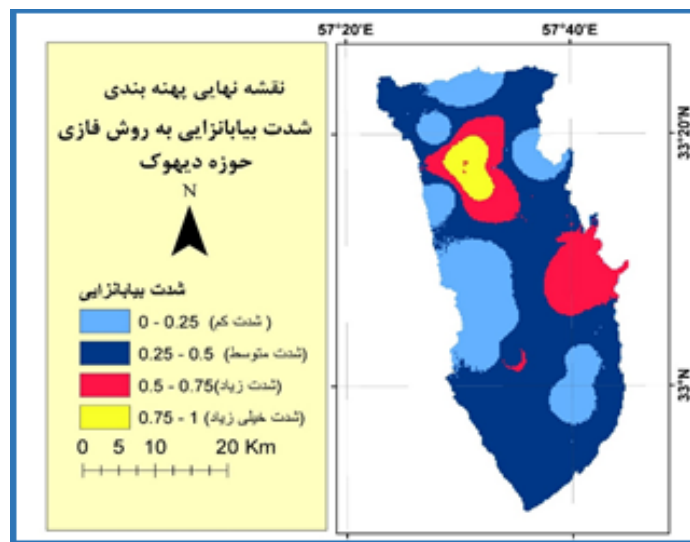 نقشه نهایی پهنه بندی
شدت بیابانزایی به روش فازی
حوزه دیهوک
N
شدت بیابانزایی
0 - 0.25 (شدت کم )
0.25 - 0.5 (شدت متوسط)
0.5 - 0.75(شدت زیاد)
0.75 - 1 (شدت خیلی زیاد)
0 5 10 20 Km
57°20'E 57°40'E
33°20'N
33°N